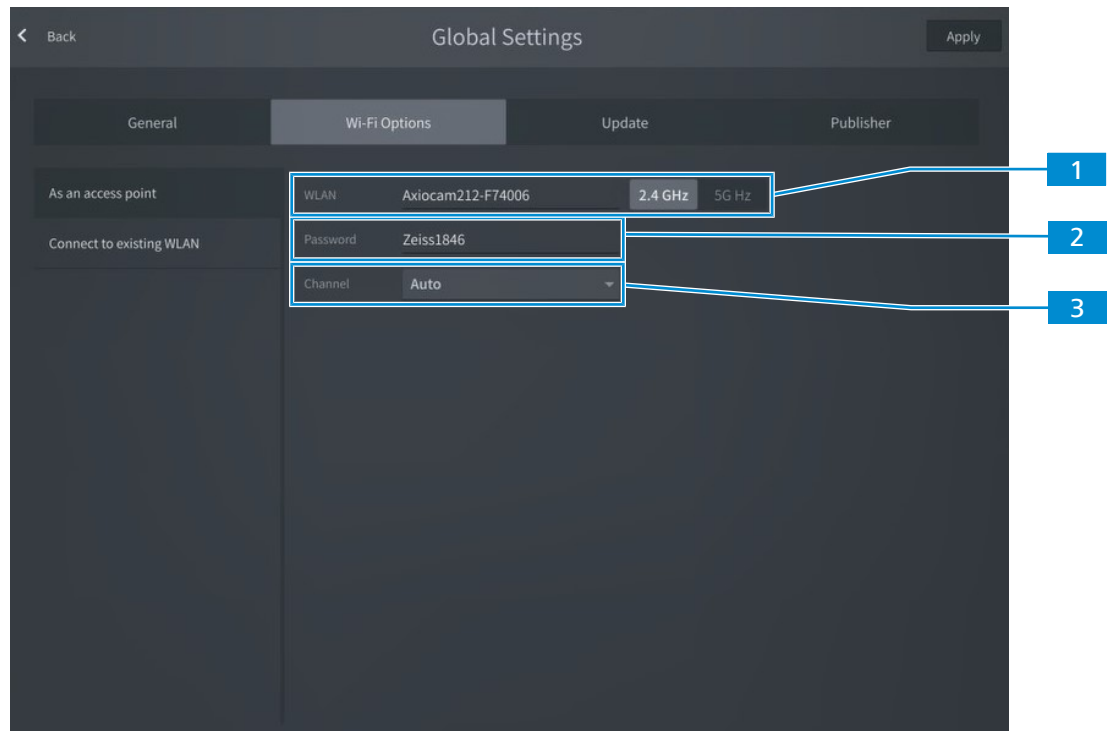 Back
Global Settings
Apply
General
Wi-Fi Options
Update
Publisher
As an access point
Connect to existing WLAN
WLAN Axiocam212-F74006 2.4 GHz 5G Hz
Password Zeiss1846
Channel Auto
1
2
3